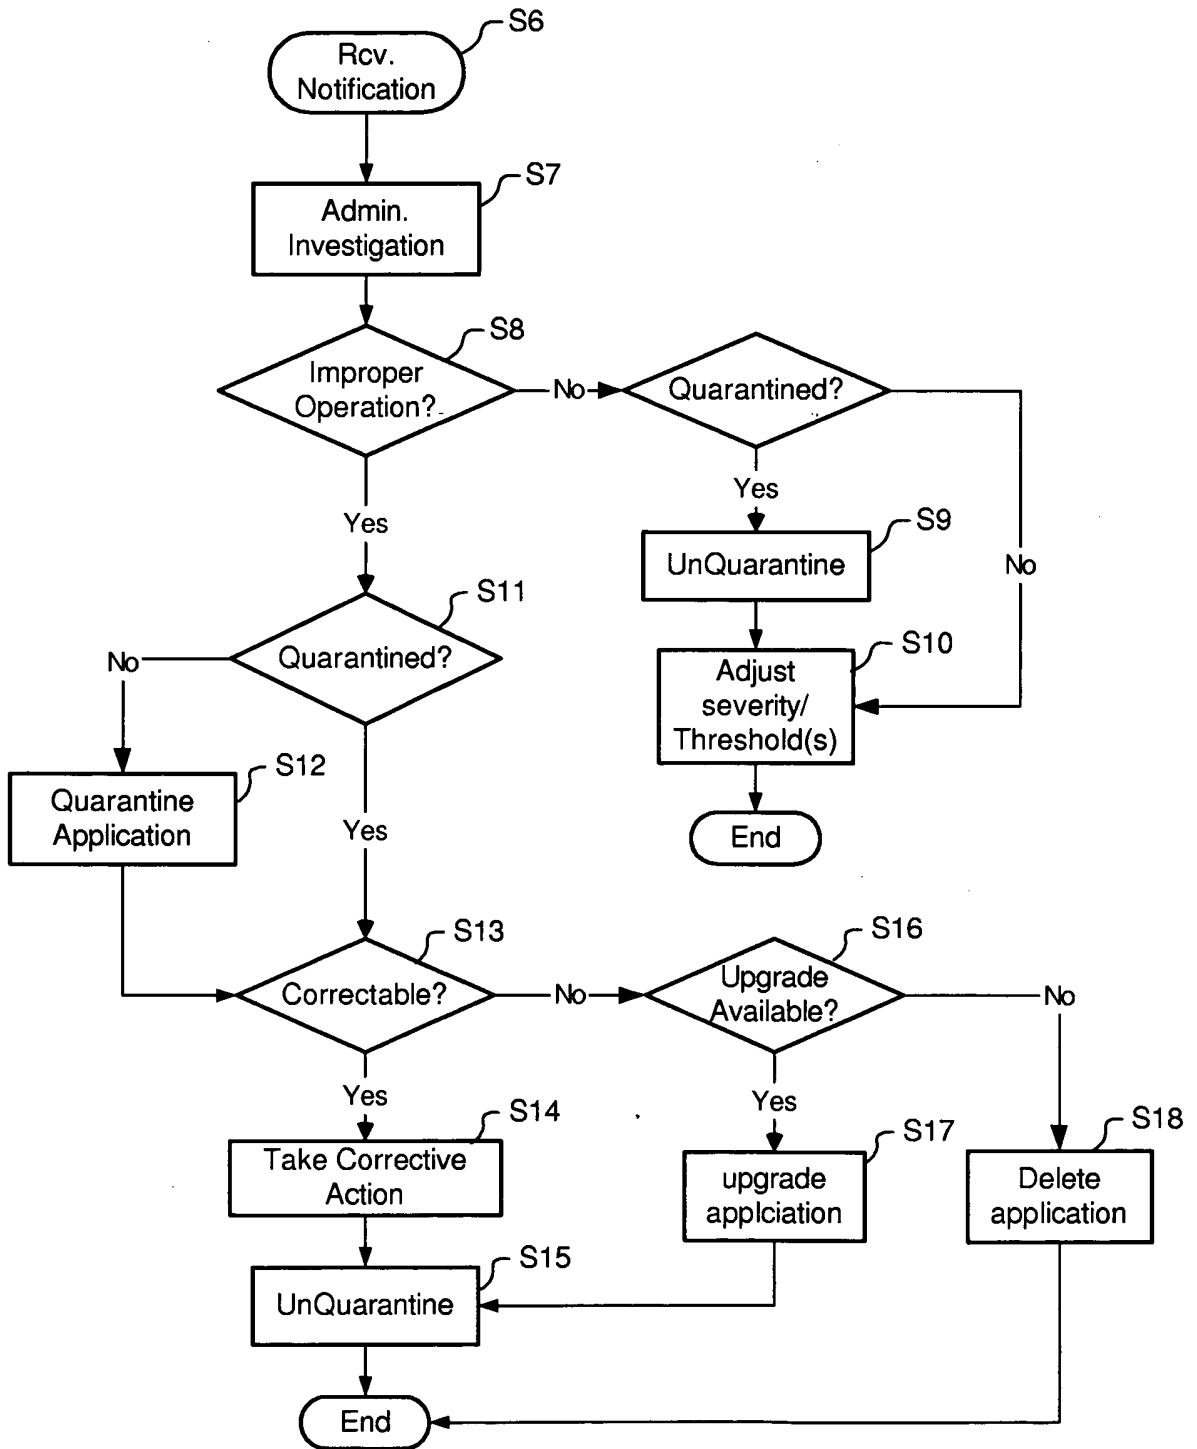 S6
Rcv.
Notification
S7
Admin.
Investigation
S8
Improper
Operation?
No
Quarantined?
Yes
Yes
S9
UnQuarantine
No
S11
Quarantined?
No
S10
Adjust
severity/
Threshold(s)
S12
Quarantine
Application
Yes
End
S13
Correctable?
No
S16
Upgrade
Available?
No
Yes
Yes
S14
Take Corrective
Action
S17
upgrade
applciation
S18
Delete
application
S15
UnQuarantine
End